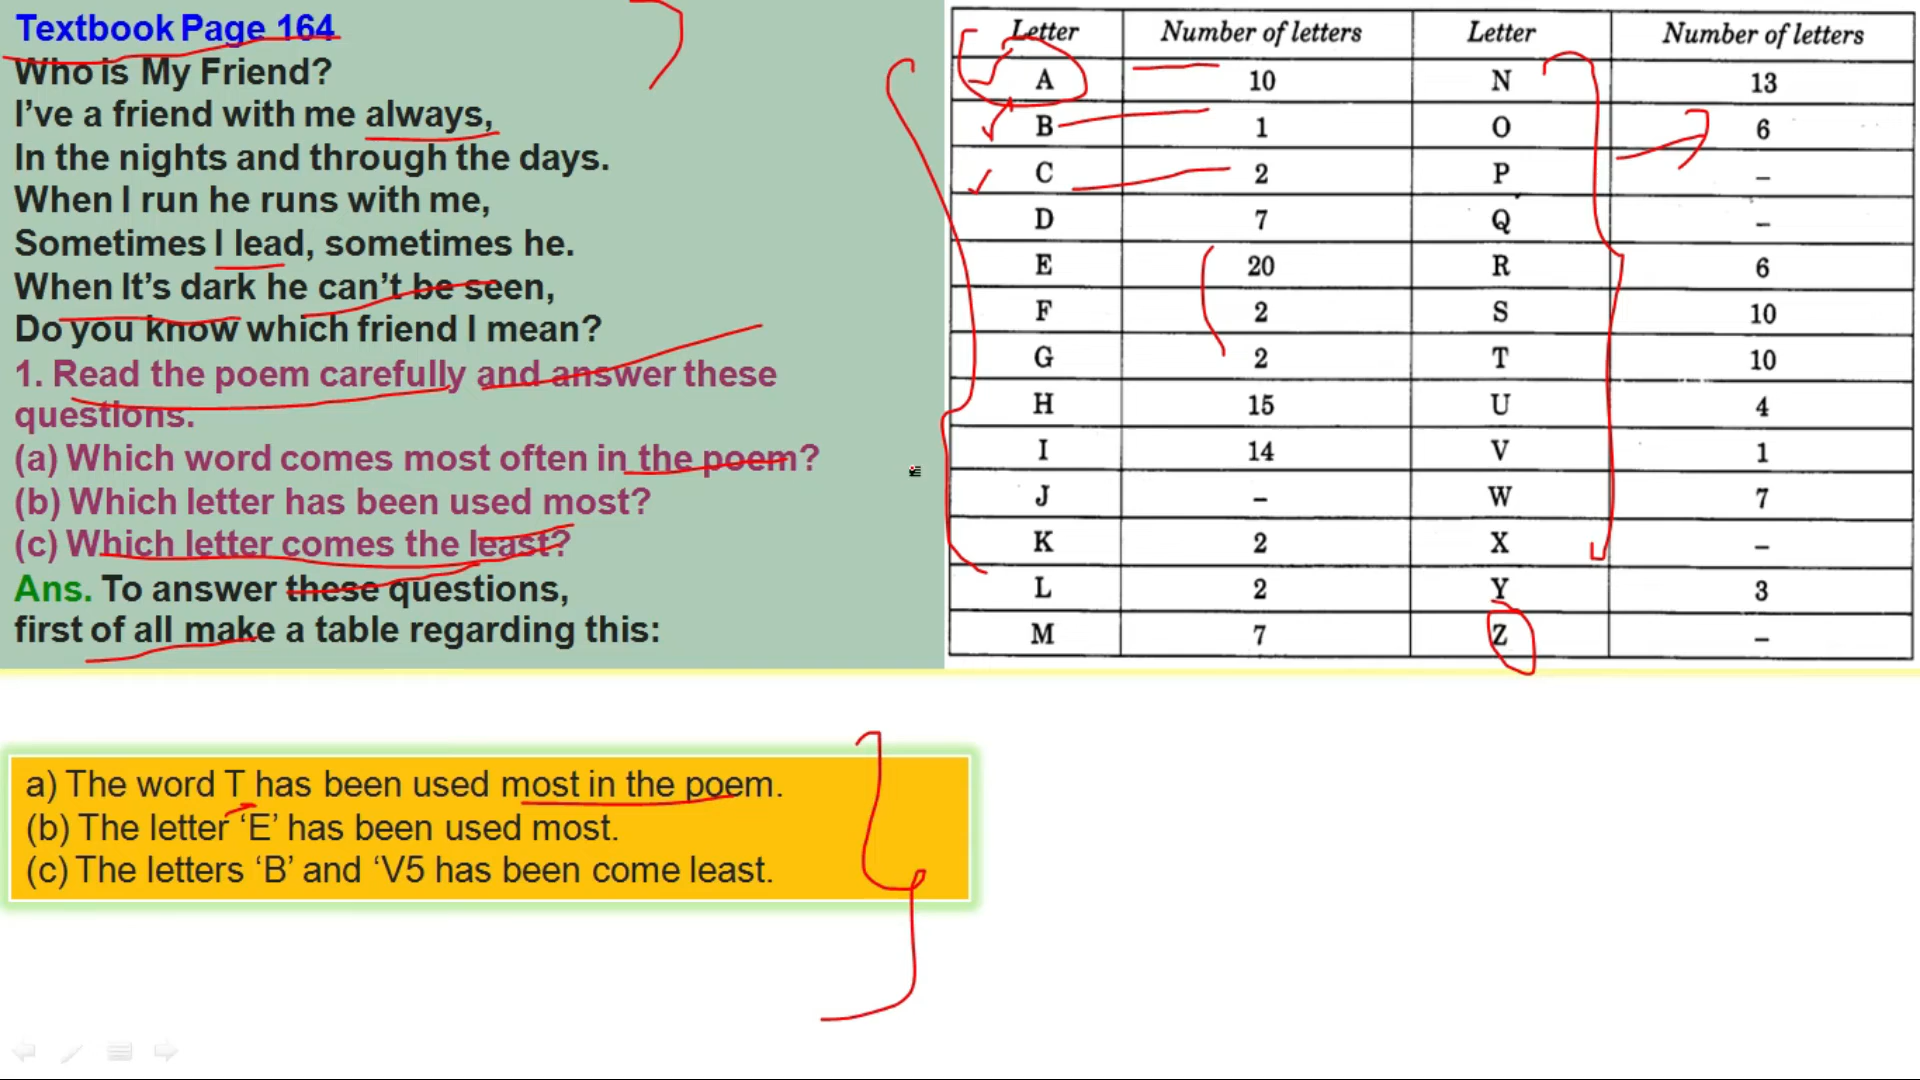 Textbook Page 164
Who is My Friend?
I've a friend with me always,
In the nights and through the days.
When I run he runs with me,
Sometimes I lead, sometimes he.
When It's dark he can't be seen,
Do you know which friend I mean?
1. Read the poem carefully and answer these
questions.
(a) Which word comes most often in the poem?
(b) Which letter has been used most?
(c) Which letter comes the least?
Ans. To answer these questions,
first of all make a table regarding this:
Letter Number of letters Letter Number of letters
A 10 N 13
B 1 O 6
C 2 P –
D 7 Q –
E 20 R 6
F 2 S 10
G 2 T 10
H 15 U 4
I 14 V 1
J – W 7
K 2 X –
L 2 Y 3
M 7 Z –
a) The word T has been used most in the poem.
(b) The letter ‘E’ has been used most.
(c) The letters ‘B’ and ‘V5 has been come least.